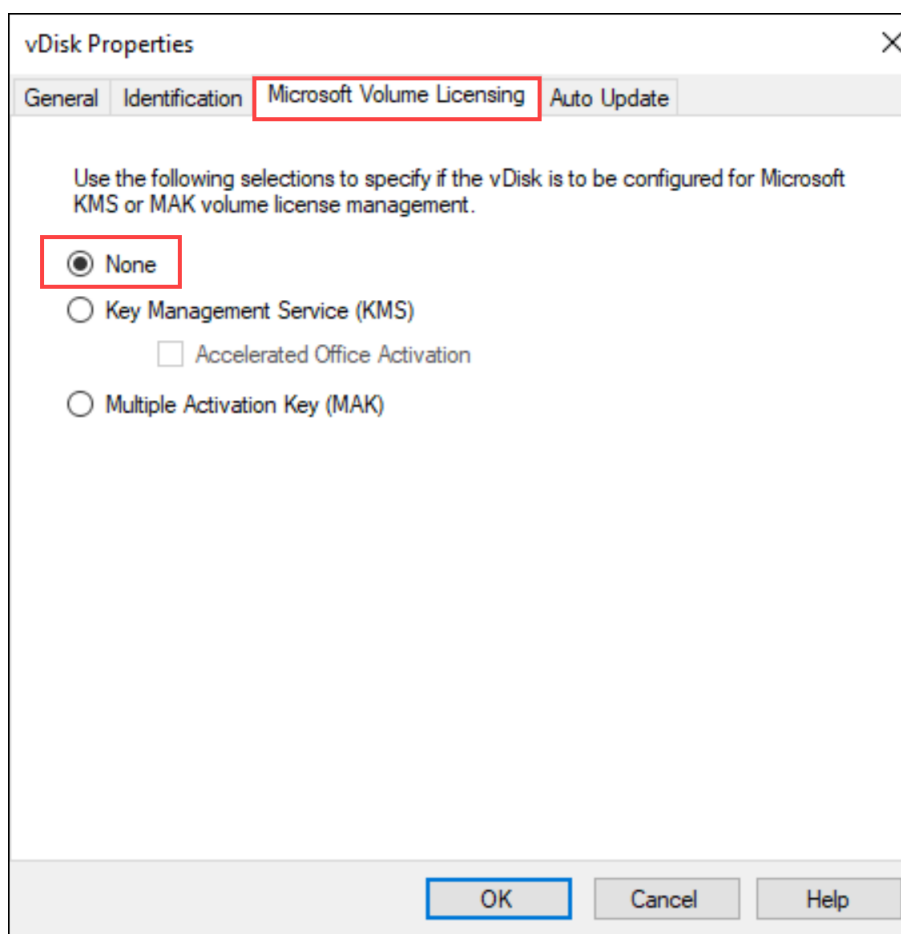 vDisk Properties
General Identification Microsoft Volume Licensing Auto Update
Use the following selections to specify if the vDisk is to be configured for Microsoft
KMS or MAK volume license management.
None
Key Management Service (KMS)
Accelerated Office Activation
Multiple Activation Key (MAK)
OK Cancel Help